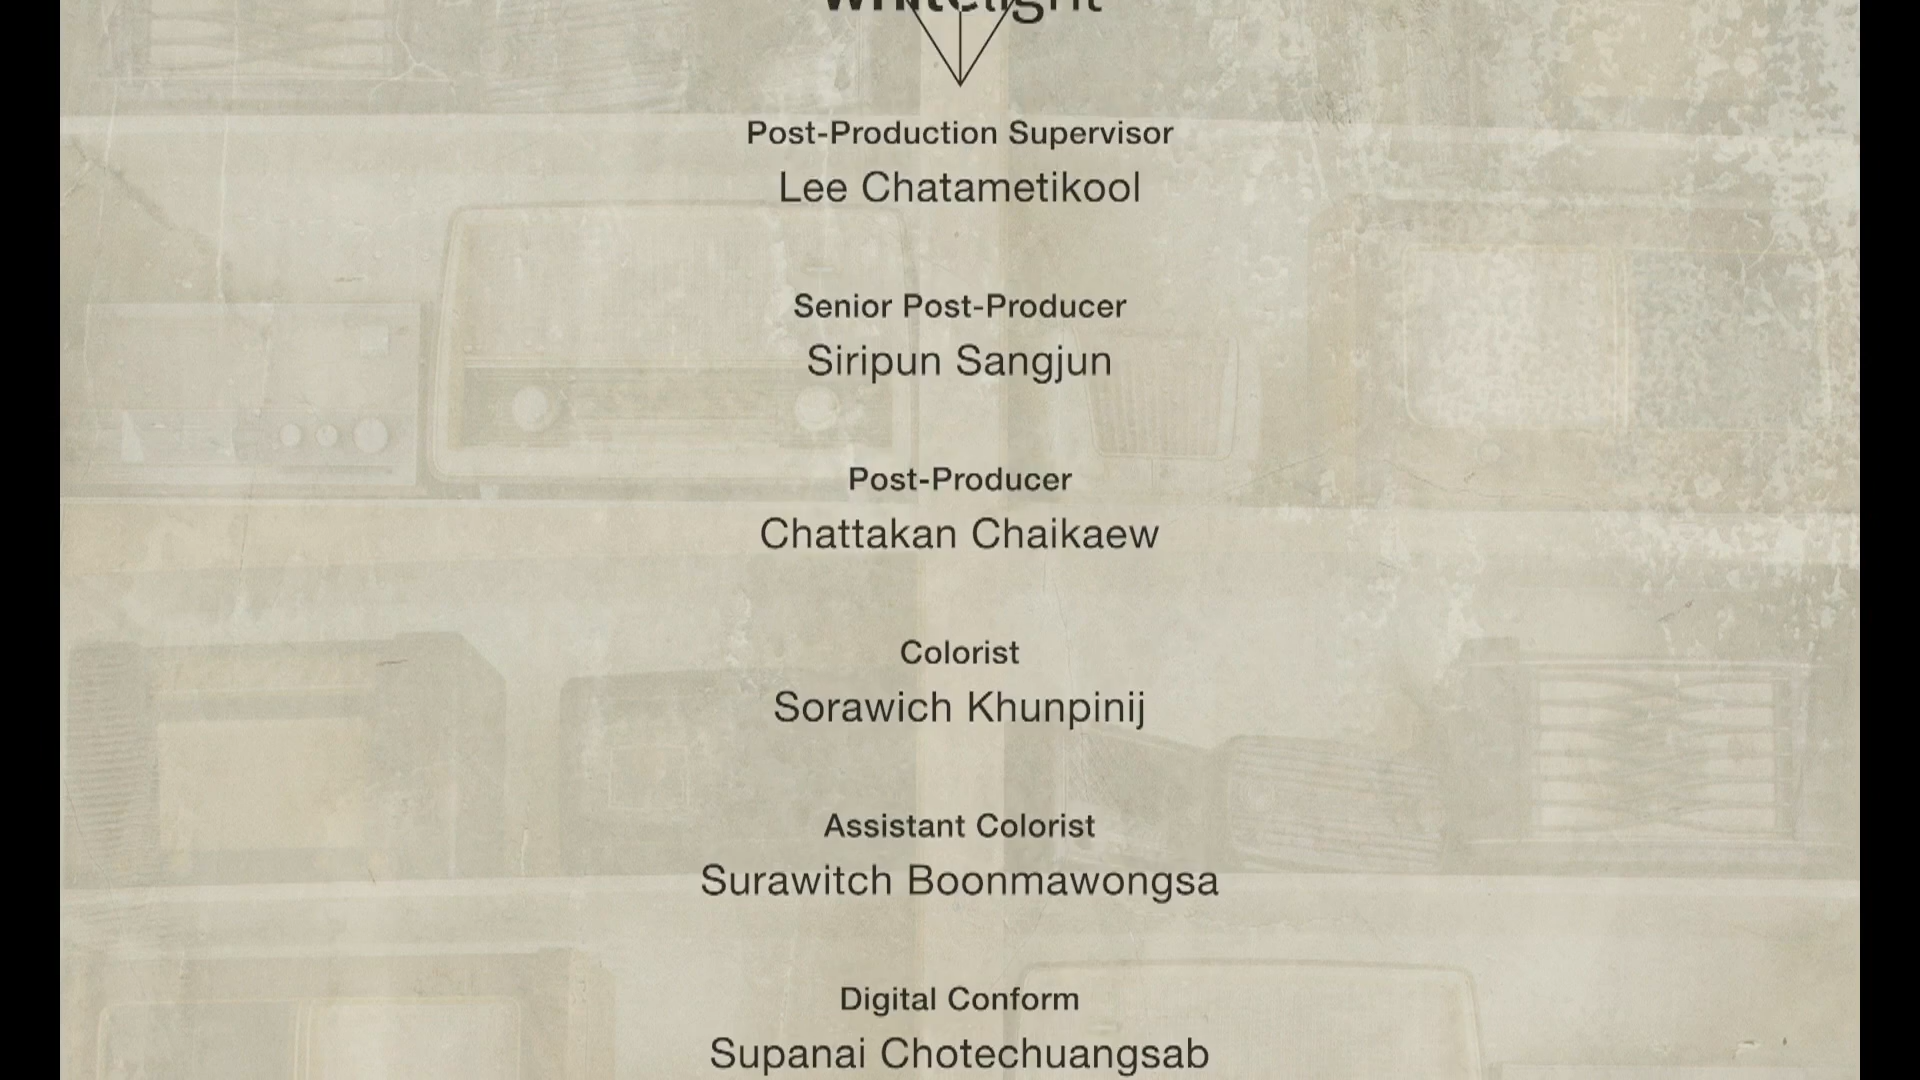 whitelight
Post-Production Supervisor
Lee Chatametikool
Senior Post-Producer
Siripun Sangjun
Post-Producer
Chattakan Chaikaew
Colorist
Sorawich Khunpinij
Assistant Colorist
Surawitch Boonmawongsa
Digital Conform
Supanai Chotechuangsab